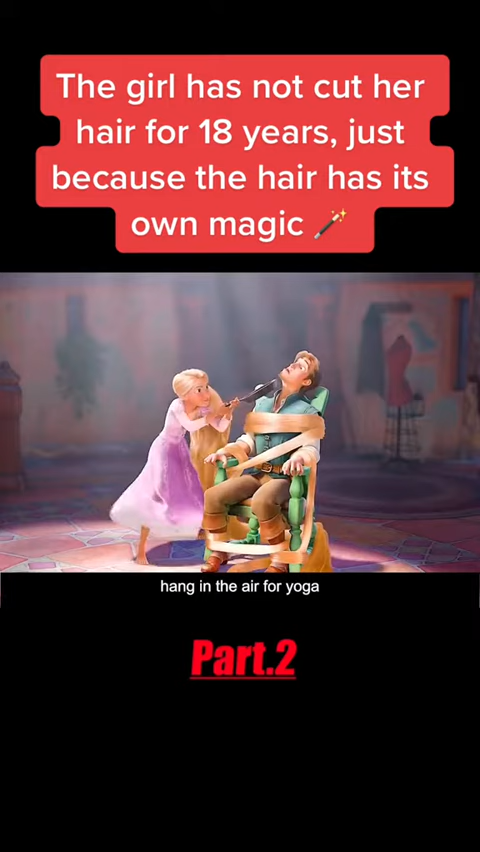 The girl has not cut her
hair for 18 years, just
because the hair has its
own magic 🪄
hang in the air for yoga
Part.2